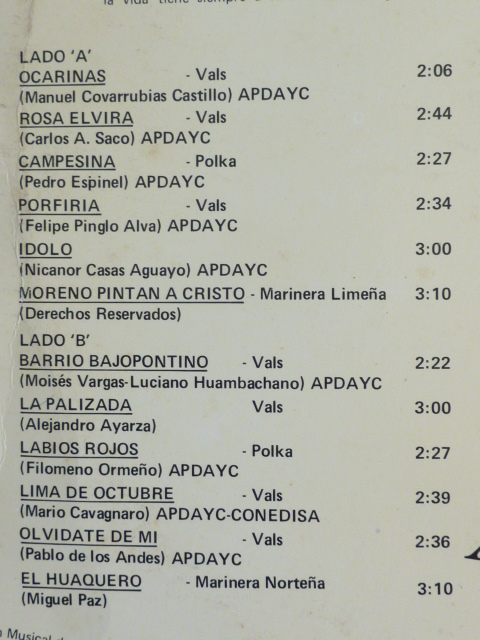 la vida tiene siempre
LADO 'A'
OCARINAS - Vals 2:06
(Manuel Covarrubias Castillo) APDAYC
ROSA ELVIRA - Vals 2:44
(Carlos A. Saco) APDAYC
CAMPESINA - Polka 2:27
(Pedro Espinel) APDAYC
PORFIRIA - Vals 2:34
(Felipe Pinglo Alva) APDAYC
IDOLO 3:00
(Nicanor Casas Aguayo) APDAYC
MORENO PINTAN A CRISTO - Marinera Limeña 3:10
(Derechos Reservados)
LADO 'B'
BARRIO BAJOPONTINO - Vals 2:22
(Moisés Vargas-Luciano Huambachano) APDAYC
LA PALIZADA Vals 3:00
(Alejandro Ayarza)
LABIOS ROJOS - Polka 2:27
(Filomeno Ormeño) APDAYC
LIMA DE OCTUBRE - Vals 2:39
(Mario Cavagnaro) APDAYC-CONEDISA
OLVIDATE DE MI - Vals 2:36
(Pablo de los Andes) APDAYC
EL HUAQUERO - Marinera Norteña 3:10
(Miguel Paz)
Musical